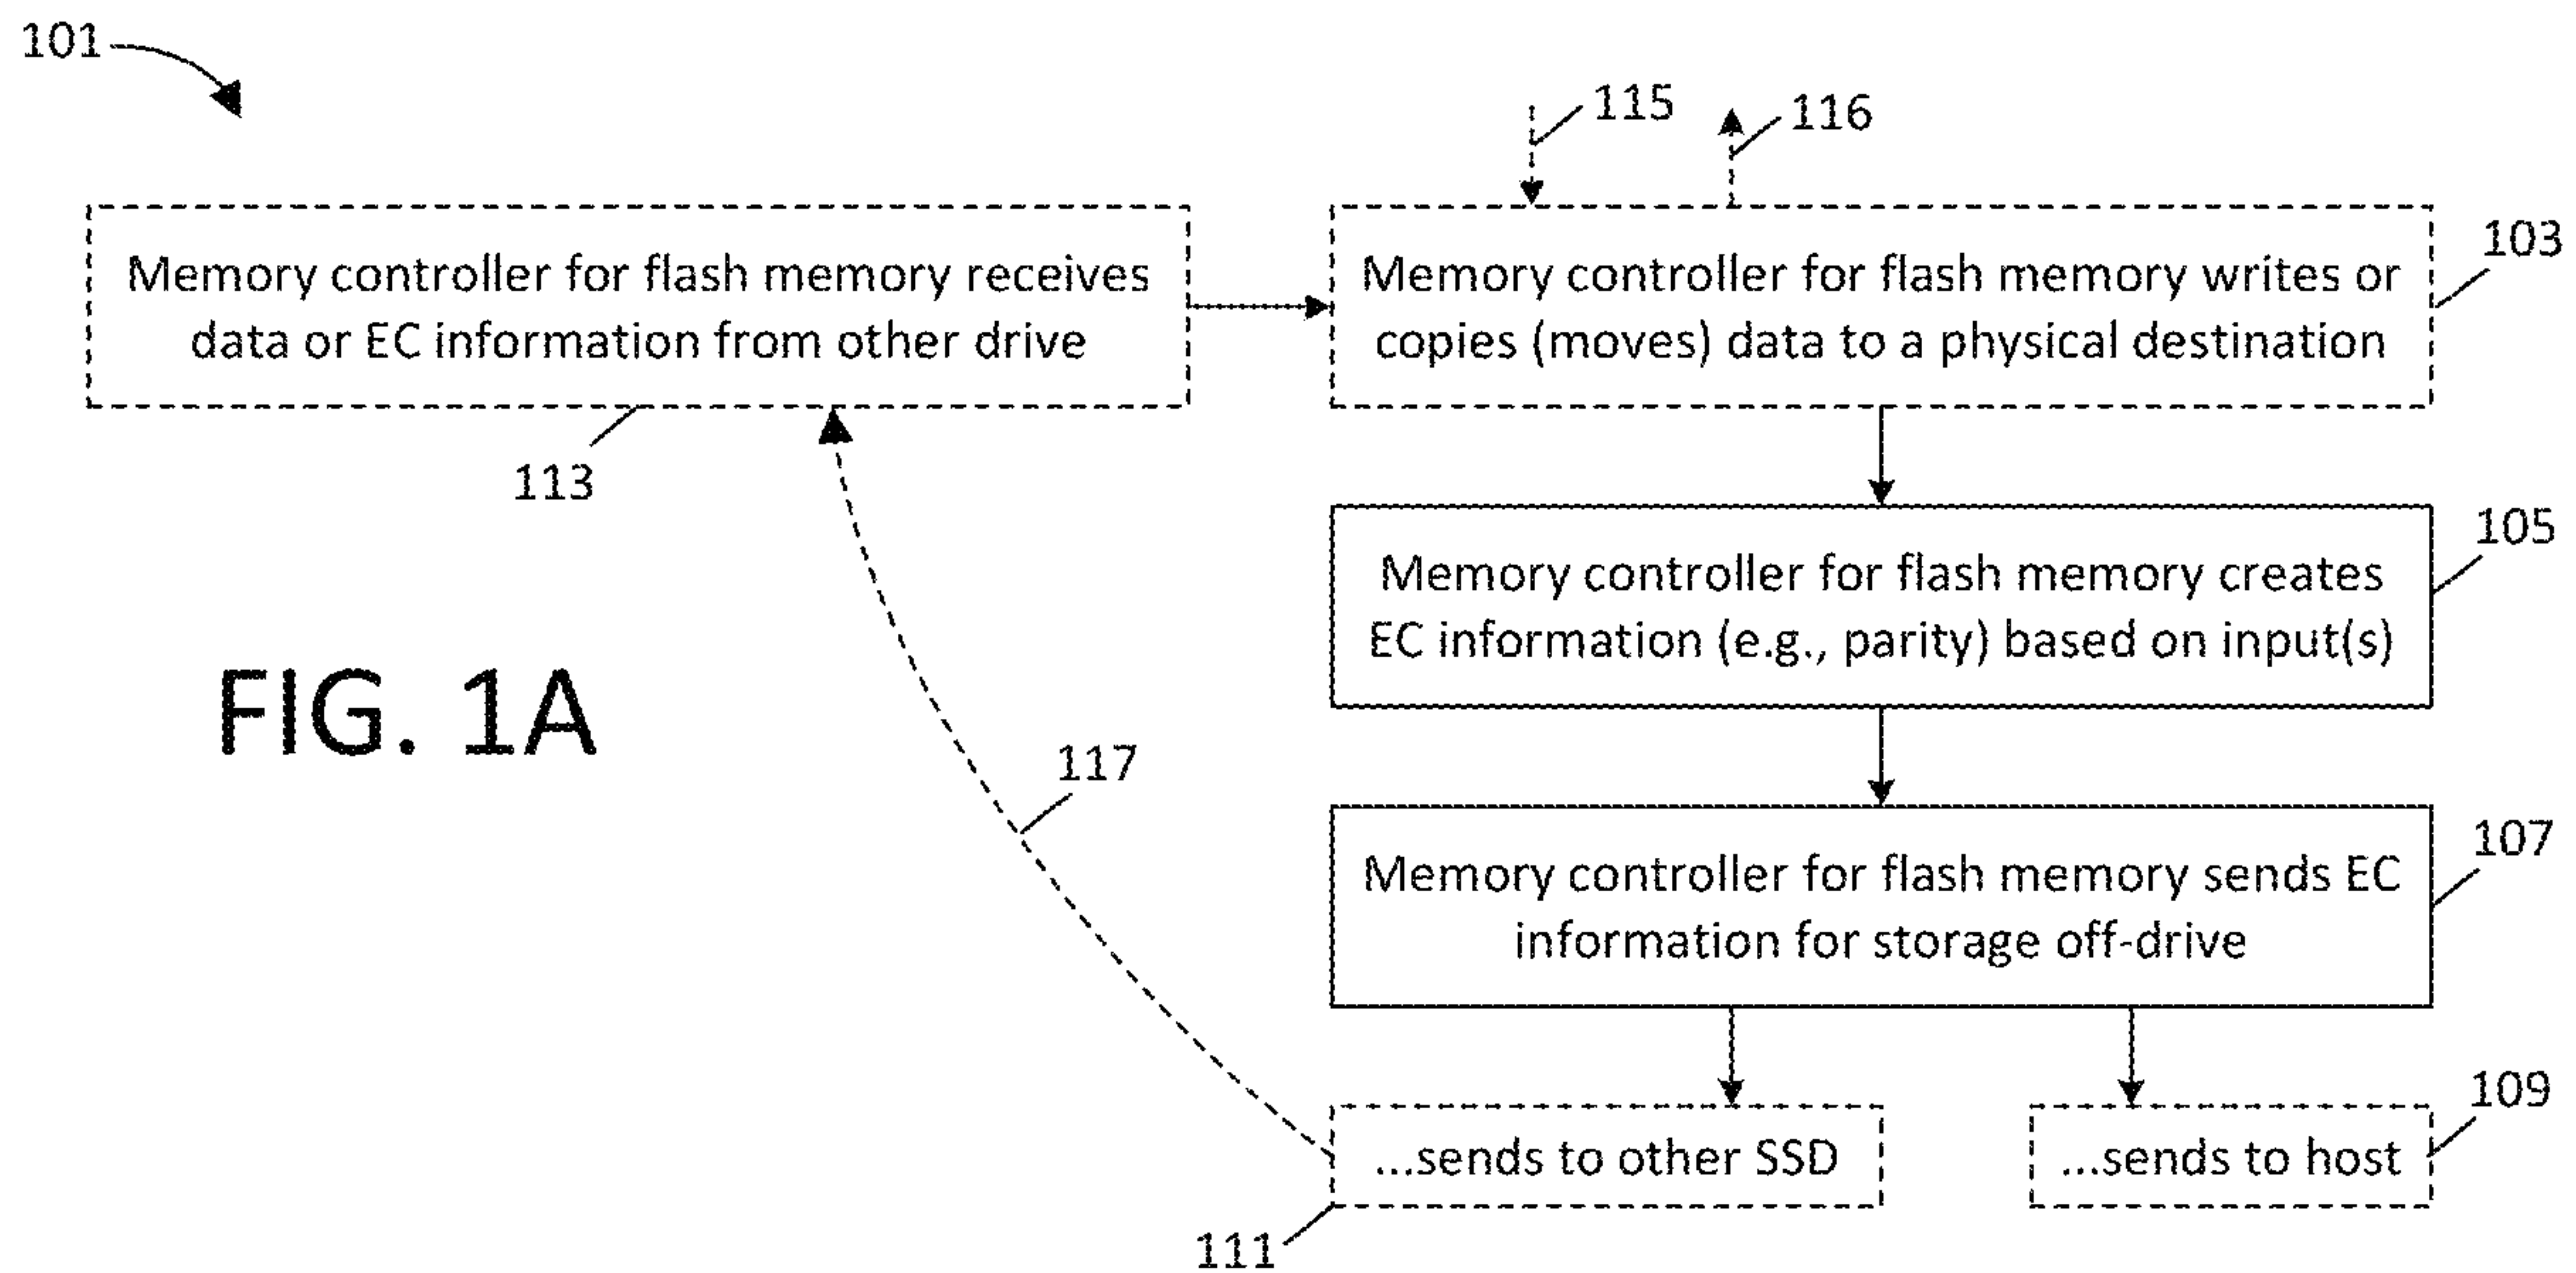 101
115
116
103
Memory controller for flash memory receives
data or EC information from other drive
Memory controller for flash memory writes or
copies (moves) data to a physical destination
113
105
Memory controller for flash memory creates
EC information (e.g., parity) based on input(s)
FIG. 1A
117
107
Memory controller for flash memory sends EC
information for storage off-drive
109
...sends to other SSD
...sends to host
111